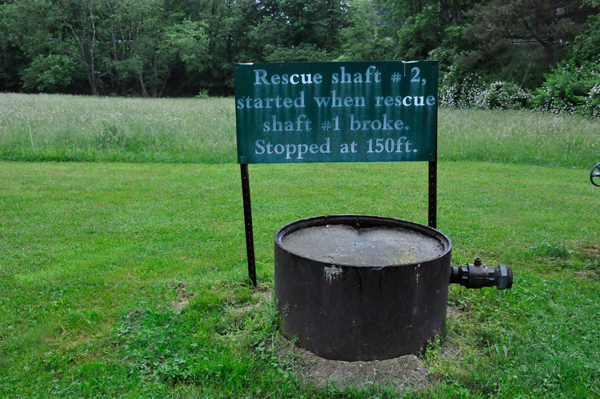 Rescue shaft # 2,
started when rescue
shaft #1 broke.
Stopped at 150ft.